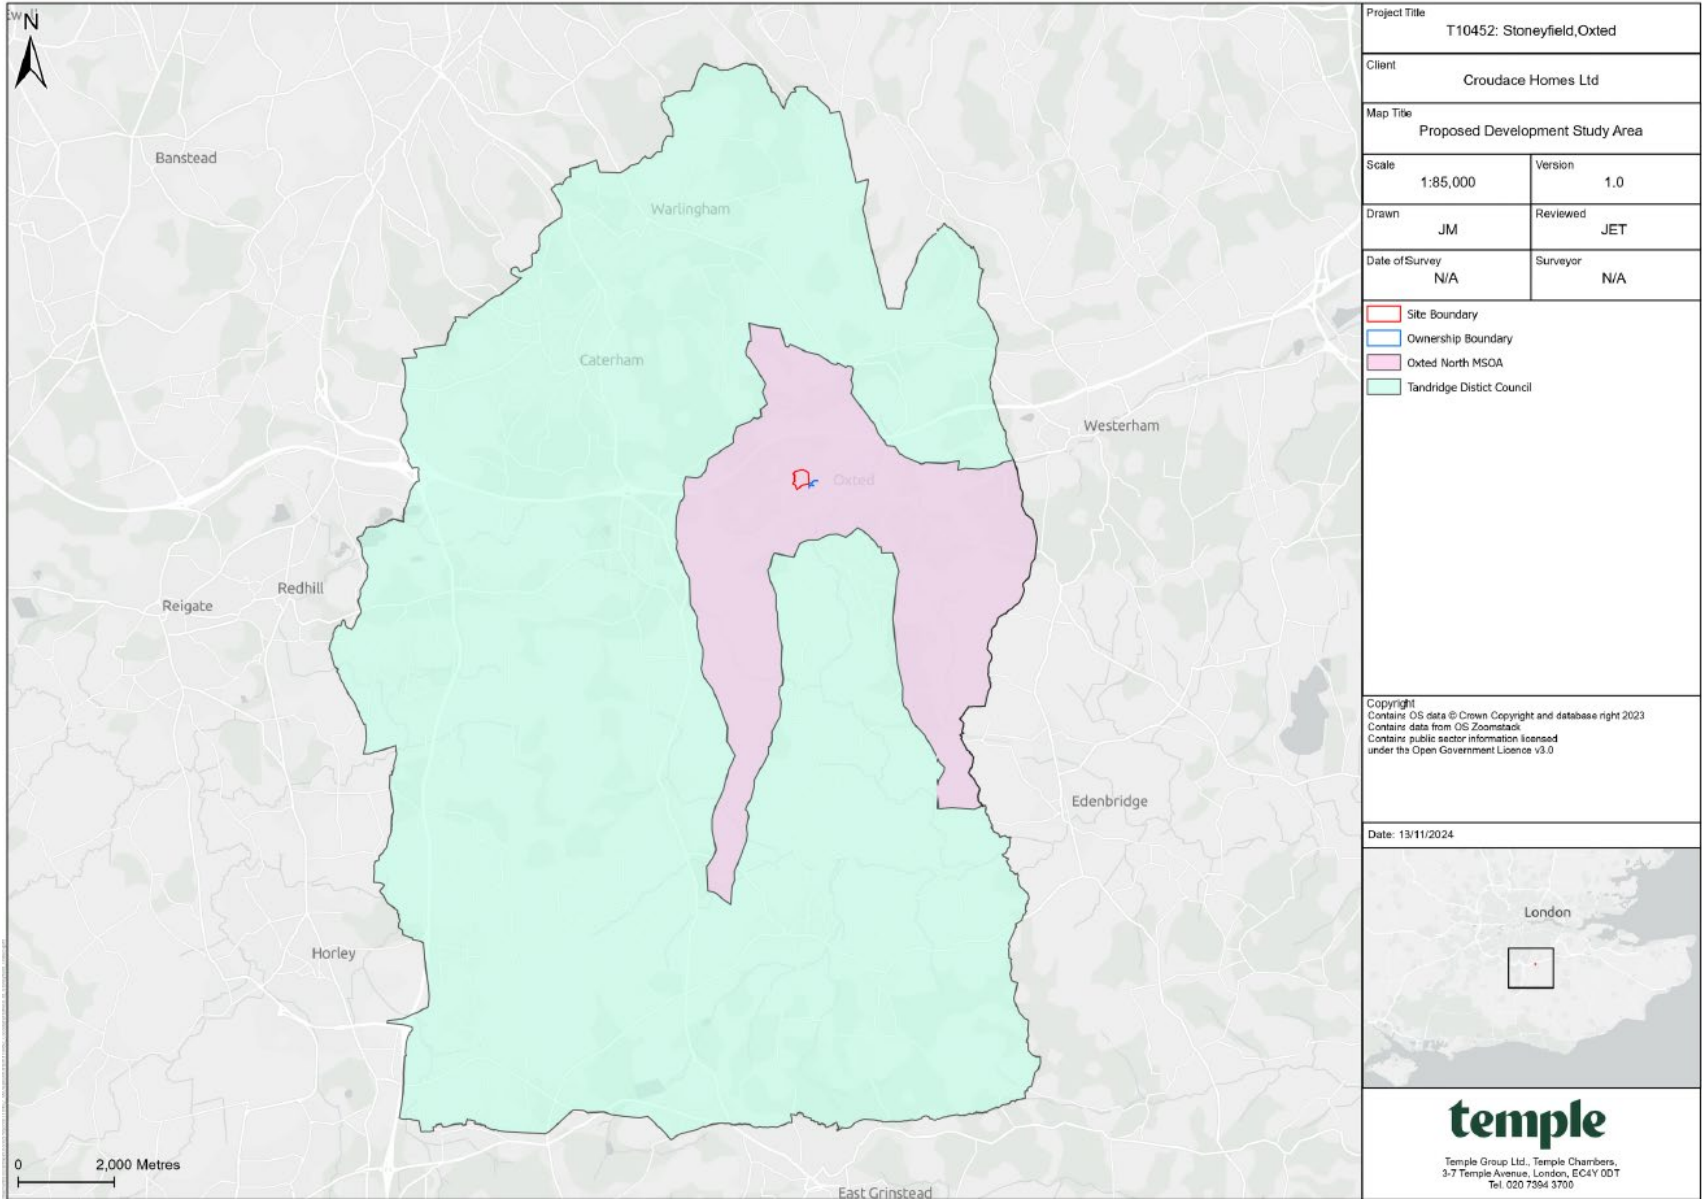 N
Banstead
Warlingham
Caterham
Westerham
Oxted
Redhill
Reigate
Edenbridge
Horley
East Grinstead
0 2,000 Metres
Project Title
T10452: Stoneyfield,Oxted
Client
Croudace Homes Ltd
Map Title
Proposed Development Study Area
Scale
1:85,000
Version
1.0
Drawn
JM
Reviewed
JET
Date of Survey
N/A
Surveyor
N/A
Site Boundary
Ownership Boundary
Oxted North MSOA
Tandridge Distict Council
Copyright
Contains OS data © Crown Copyright and database right 2023
Contains data from OS Zoomstack
Contains public sector information licensed
under the Open Government Licence v3.0
Date: 13/11/2024
London
temple
Temple Group Ltd., Temple Chambers,
3-7 Temple Avenue, London, EC4Y 0DT
Tel. 020 7394 3700